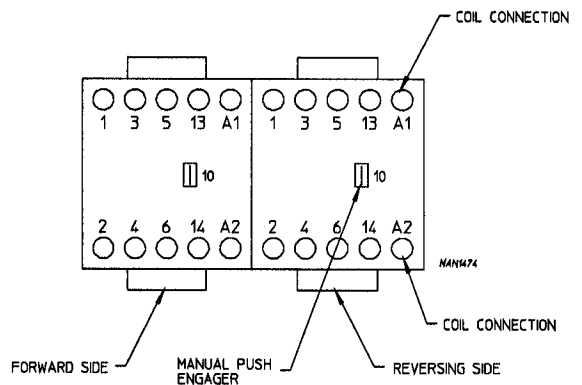 COIL CONNECTION
1 3 5 13 A1 1 3 5 13 A1
10 10
2 4 6 14 A2 2 4 6 14 A2
NAN1474
COIL CONNECTION
FORWARD SIDE
MANUAL PUSH
ENGAGER
REVERSING SIDE